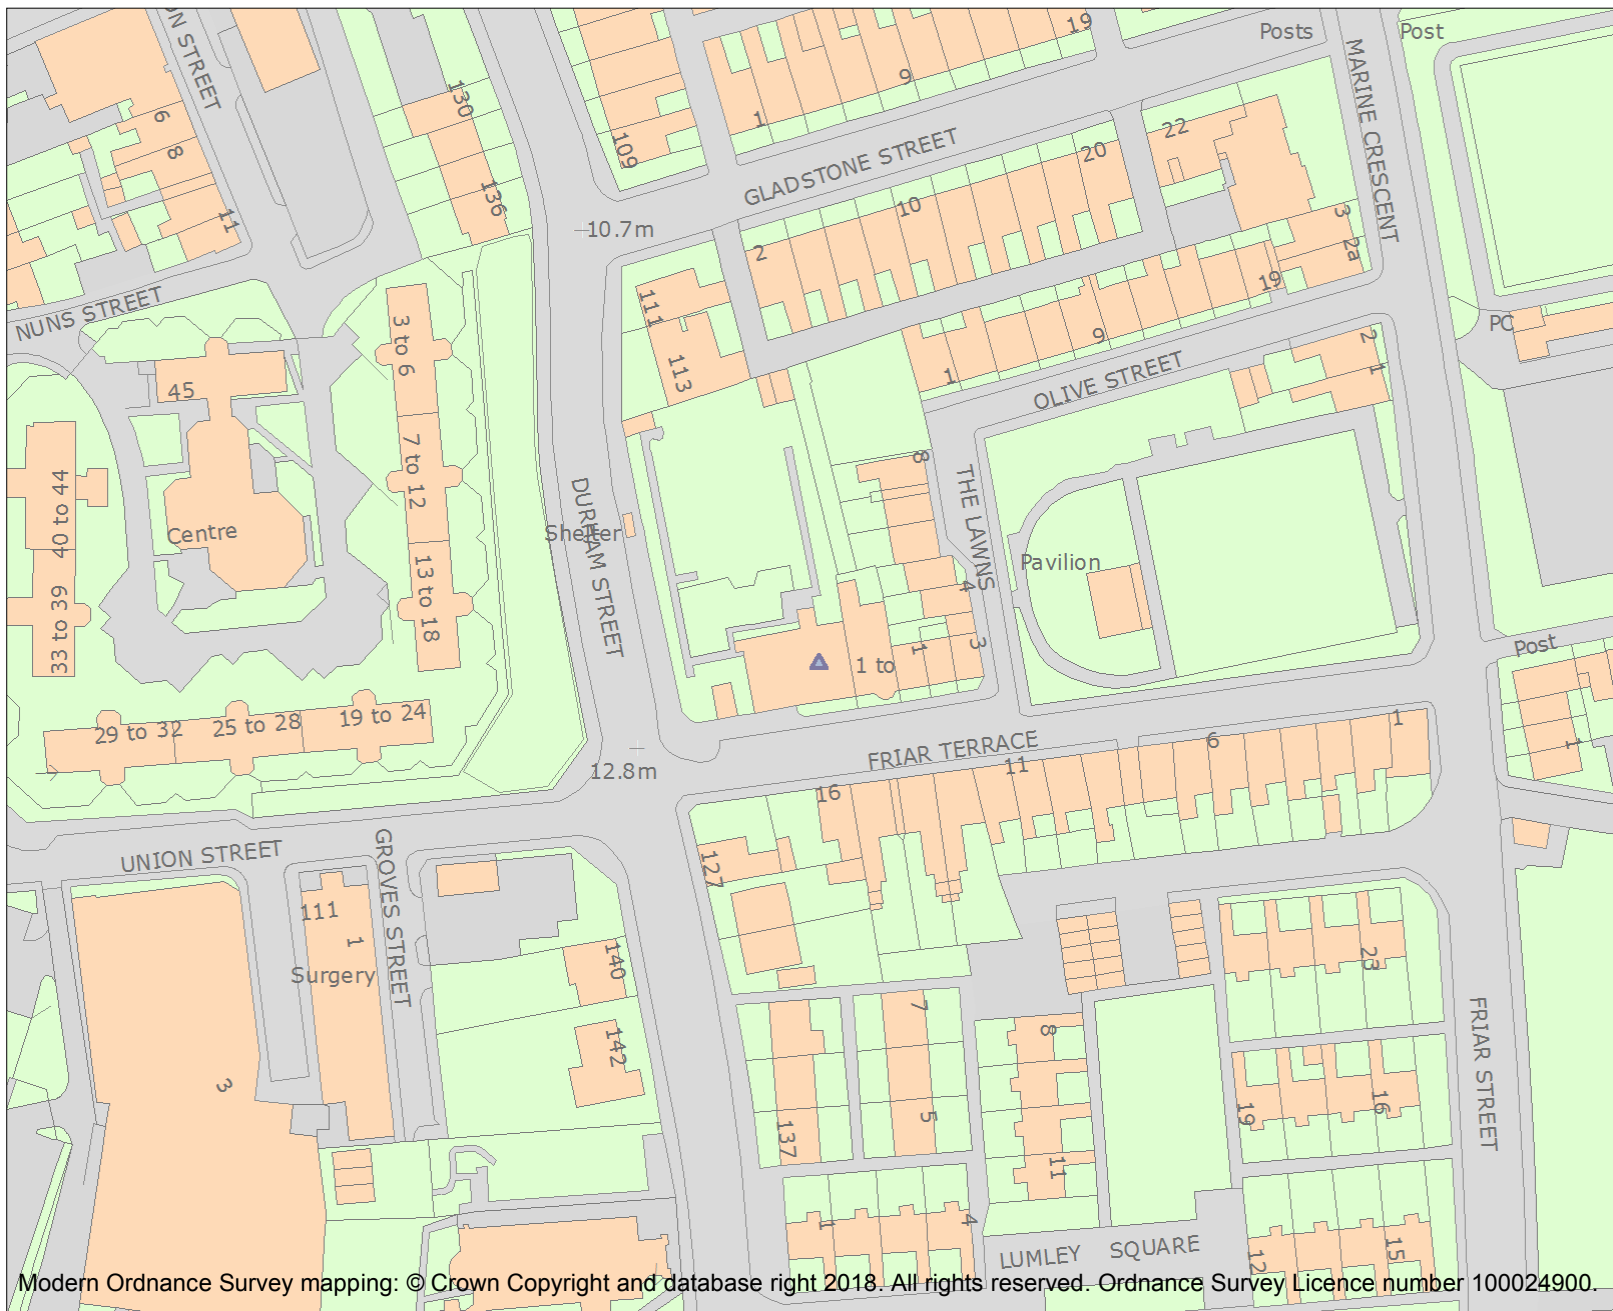 ON STREET
130
19
Posts
Post
MARINE CRESCENT
6
8
11
136
109
1
9
GLADSTONE STREET
22
20
10
2
3
2a
10.7m
NUNS STREET
111
113
3 to 6
19
9
1
OLIVE STREET
2
1
PC
45
7 to 12
40 to 44
Centre
DURHAM STREET
Shelter
8
THE LAWNS
Pavilion
4
13 to 18
33 to 39
1 to
1
3
Post
29 to 32
25 to 28
19 to 24
12.8m
FRIAR TERRACE
16
11
6
1
1
UNION STREET
GROVES STREET
127
111
1
Surgery
140
142
3
23
7
5
137
8
11
19
16
FRIAR STREET
1
4
LUMLEY SQUARE
12
15
Modern Ordnance Survey mapping: © Crown Copyright and database right 2018. All rights reserved. Ordnance Survey Licence number 100024900.